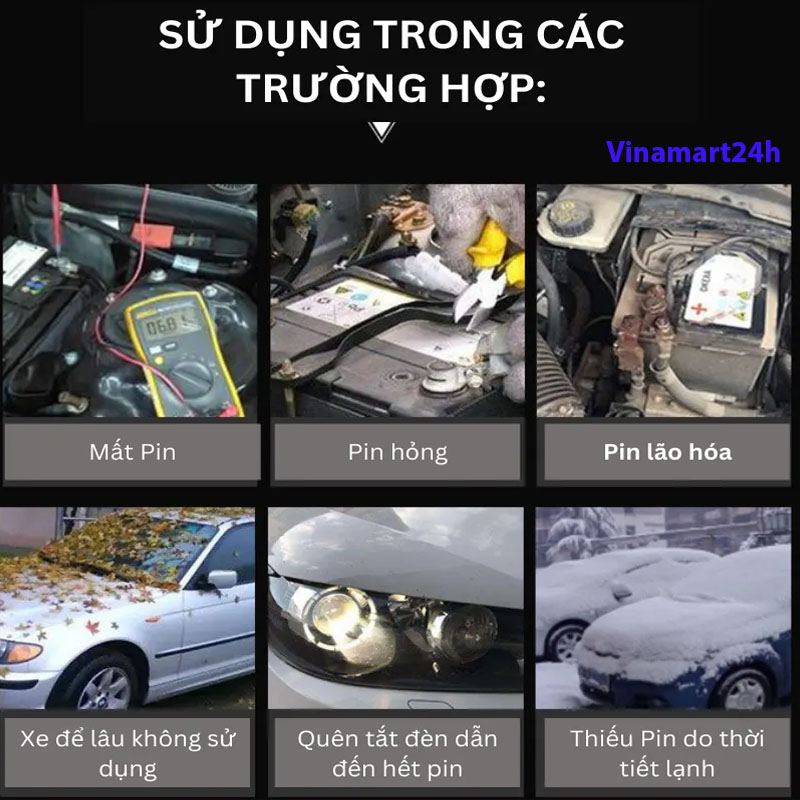 SỬ DỤNG TRONG CÁC
TRƯỜNG HỢP:
Vinamart24h
Mất Pin
Pin hỏng
Pin lão hóa
Xe để lâu không sử
dụng
Quên tắt đèn dẫn
đến hết pin
Thiếu Pin do thời
tiết lạnh